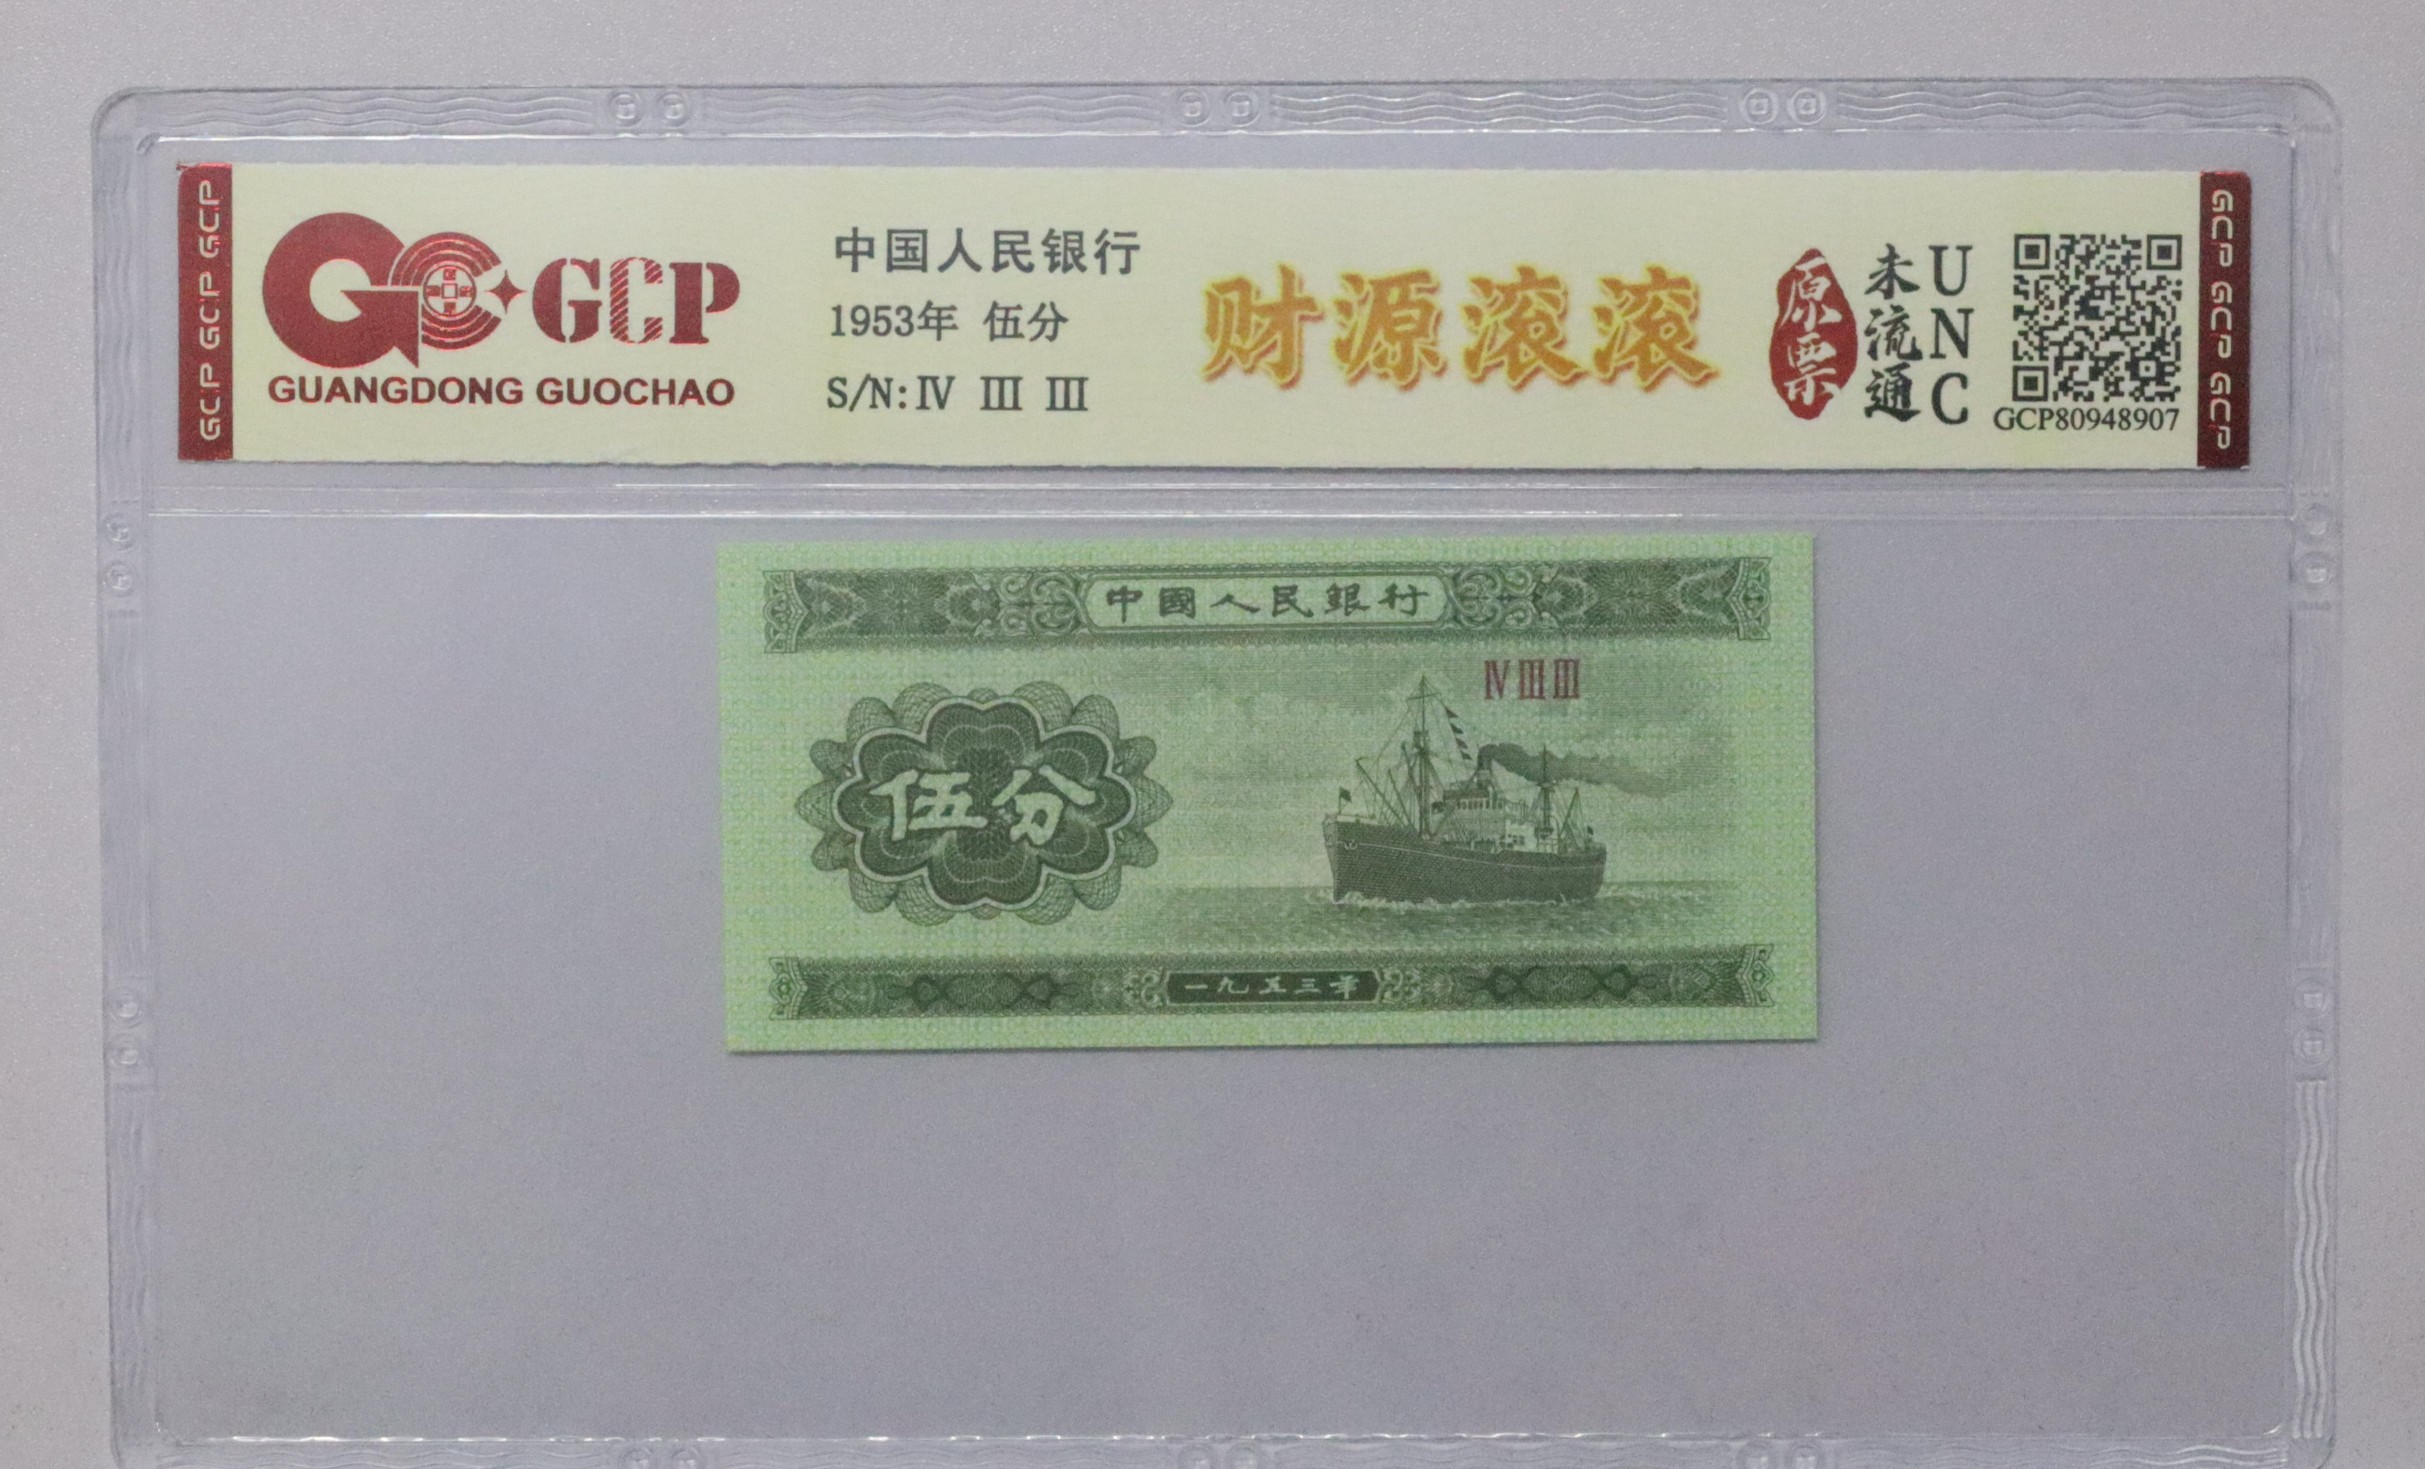 GCP GCP GCP
GCP
GUANGDONG GUOCHAO
中国人民银行
1953年 伍分
S/N: Ⅳ Ⅲ Ⅲ
财源滚滚
原票
未流通
UNC
GCP80948907
GCP GCP GCP
中國人民銀行
ⅣⅢⅢ
伍分
一九五三年